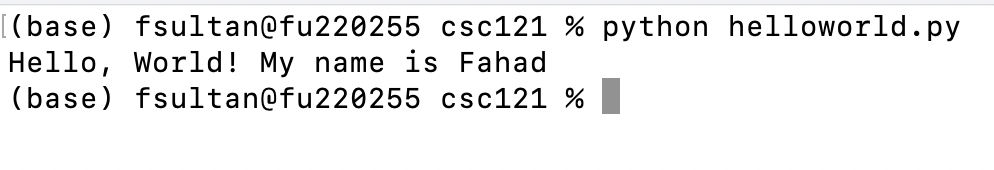 [(base) fsultan@fu220255 csc121 % python helloworld.py
Hello, World! My name is Fahad
(base) fsultan@fu220255 csc121 %